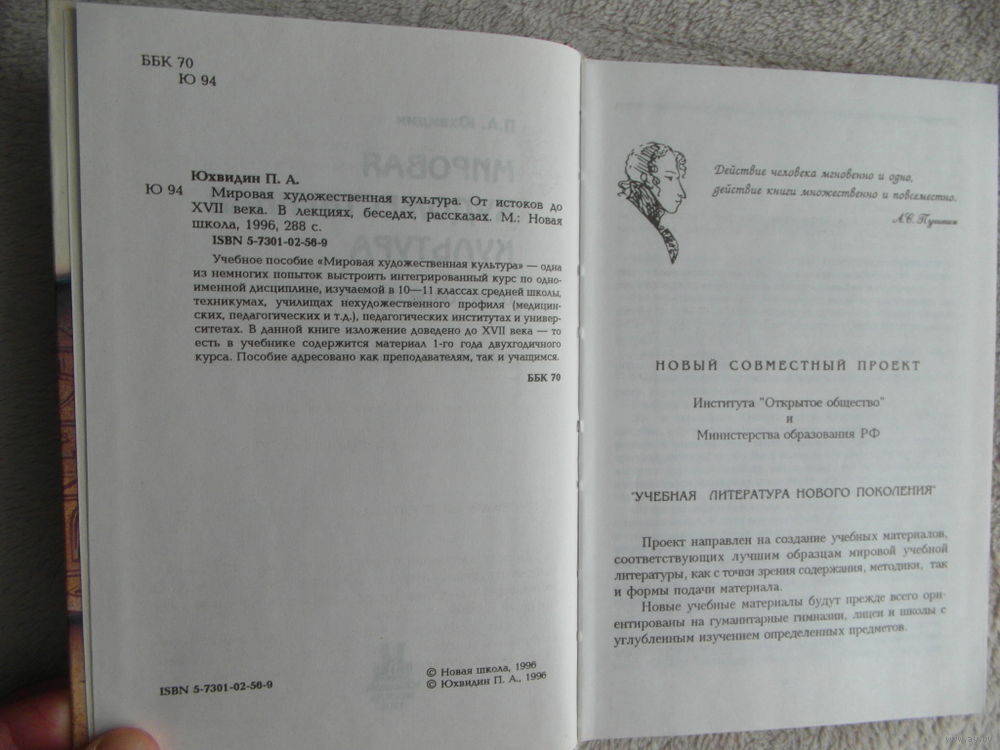 ББК 70
Ю 94
Юхвидин П. А.
Ю 94 Мировая художественная культура. От истоков до
XVII века. В лекциях, беседах, рассказах. М.: Новая
школа, 1996, 288 с.
ISBN 5-7301-02-56-9
Учебное пособие «Мировая художественная культура» — одна
из немногих попыток выстроить интегрированный курс по одно-
именной дисциплине, изучаемой в 10—11 классах средней школы,
техникумах, училищах нехудожественного профиля (медицин-
ских, педагогических и т.д.), педагогических институтах и универ-
ситетах. В данной книге изложение доведено до XVII века — то
есть в учебнике содержится материал 1-го года двухгодичного
курса. Пособие адресовано как преподавателям, так и учащимся.
ББК 70
ISBN 5-7301-02-56-9
© Новая школа, 1996
© Юхвидин П. А., 1996
Действие человека мгновенно и одно,
действие книги множественно и повсеместно.
А.С. Пушкин
НОВЫЙ СОВМЕСТНЫЙ ПРОЕКТ
Института "Открытое общество"
и
Министерства образования РФ
"УЧЕБНАЯ ЛИТЕРАТУРА НОВОГО ПОКОЛЕНИЯ"
Проект направлен на создание учебных материалов,
соответствующих лучшим образцам мировой учебной
литературы, как с точки зрения содержания, методики, так
и формы подачи материала.
Новые учебные материалы будут прежде всего ори-
ентированы на гуманитарные гимназии, лицеи и школы с
углубленным изучением определенных предметов.